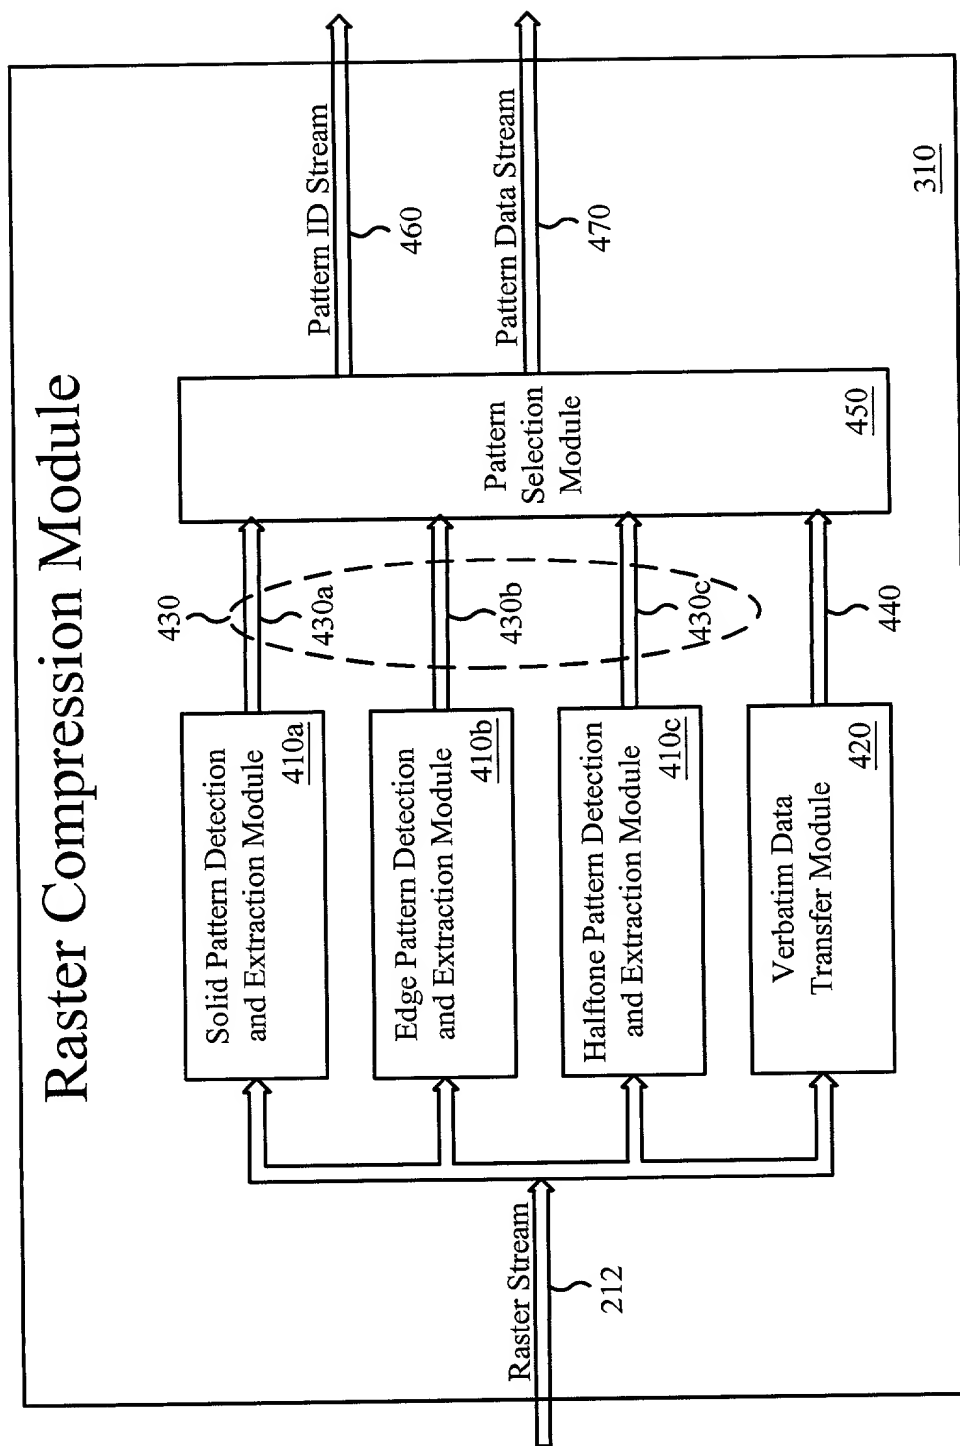 Raster Compression Module
Raster Stream
212
Solid Pattern Detection
and Extraction Module
410a
Edge Pattern Detection
and Extraction Module
410b
Halftone Pattern Detection
and Extraction Module
410c
Verbatim Data
Transfer Module
420
430
430a
430b
430c
440
Pattern
Selection
Module
450
Pattern ID Stream
460
Pattern Data Stream
470
310